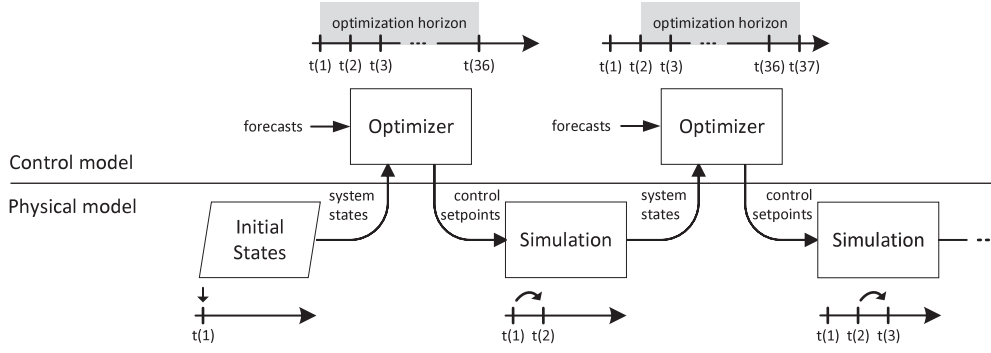 optimization horizon
optimization horizon
...
...
t(1) t(2) t(3) t(36)
t(1) t(2) t(3) t(36) t(37)
forecasts
Optimizer
forecasts
Optimizer
Control model
Physical model
system
states
control
setpoints
system
states
control
setpoints
Initial
States
Simulation
Simulation
t(1)
t(1) t(2)
t(1) t(2) t(3)